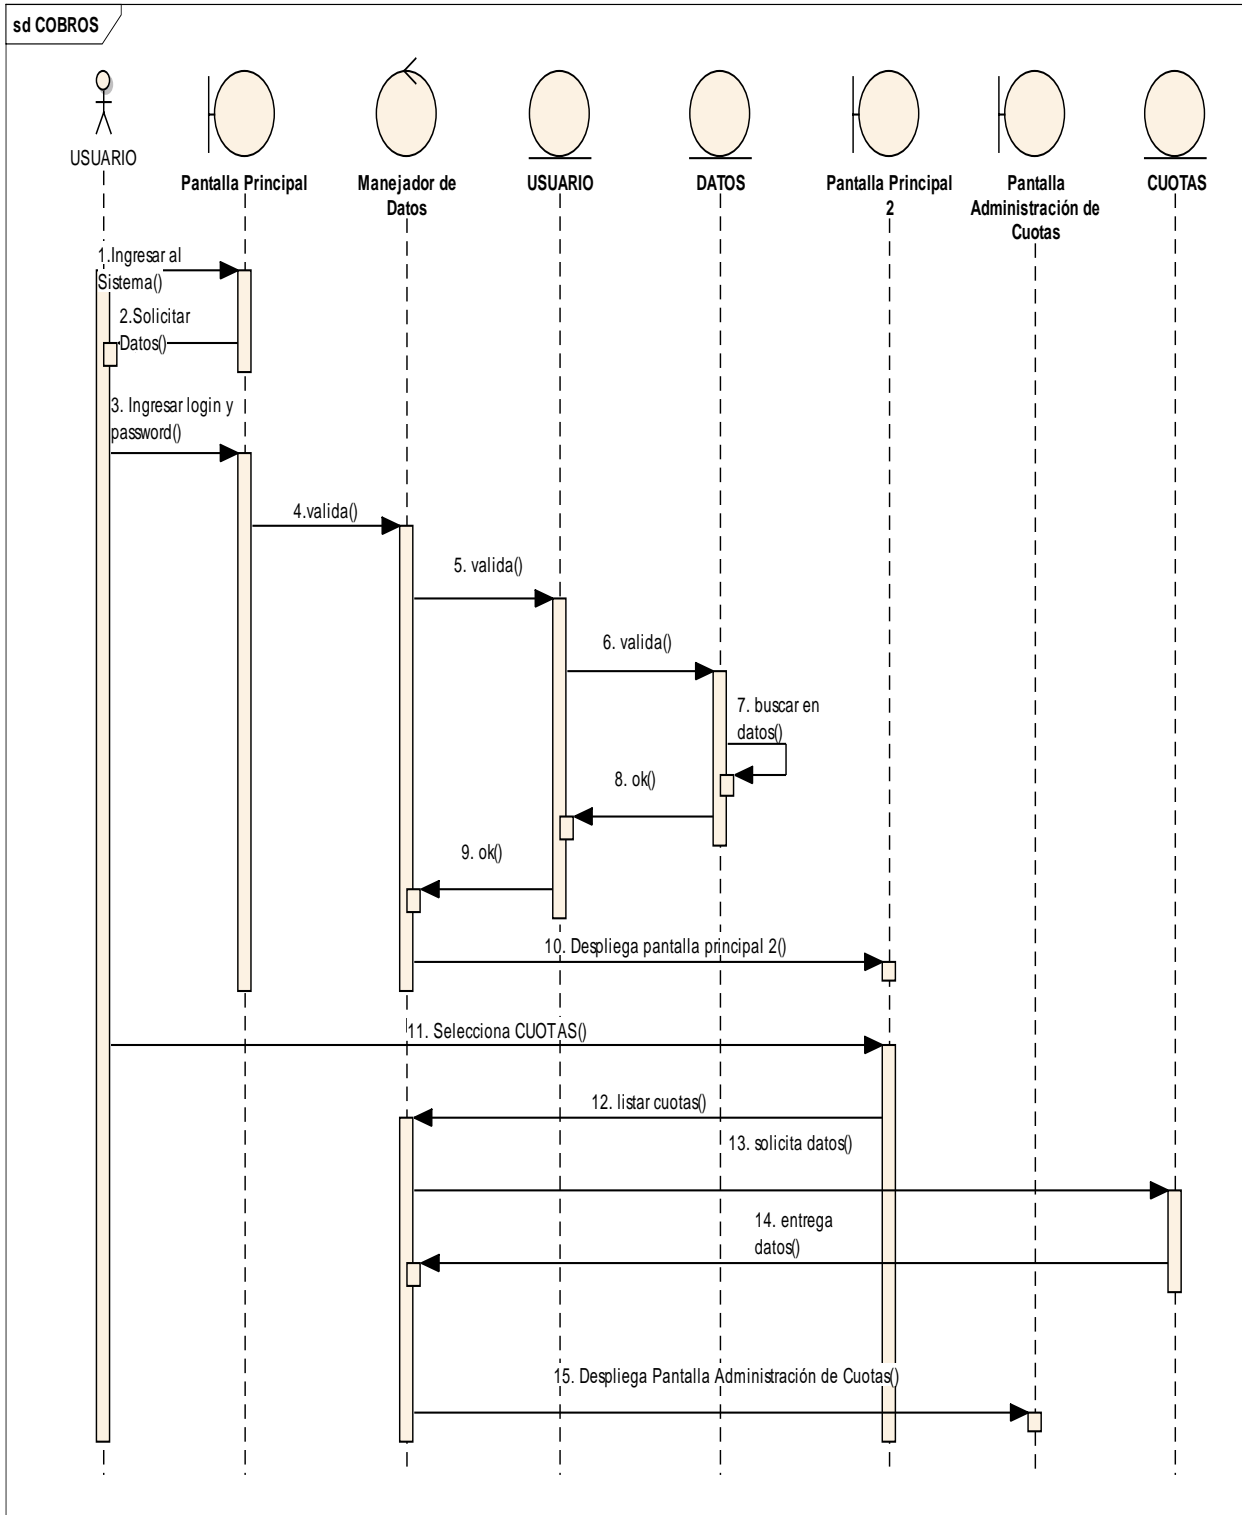 sd COBROS
USUARIO
Pantalla Principal
Manejador de
Datos
USUARIO
DATOS
Pantalla Principal
2
Pantalla
Administración de
Cuotas
CUOTAS
1.Ingresar al
Sistema()
2.Solicitar
Datos()
3. Ingresar login y
password()
4.valida()
5. valida()
6. valida()
7. buscar en
datos()
8. ok()
9. ok()
10. Despliega pantalla principal 2()
11. Selecciona CUOTAS()
12. listar cuotas()
13. solicita datos()
14. entrega
datos()
15. Despliega Pantalla Administración de Cuotas()